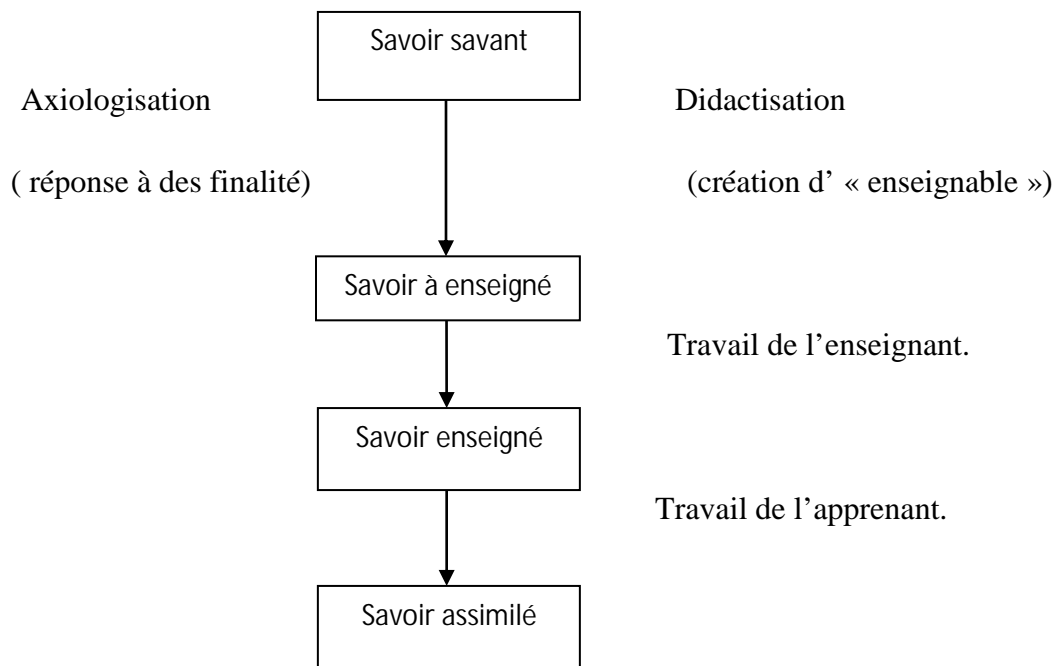 Savoir savant
Axiologisation
Didactisation
( réponse à des finalité)
(création d’ « enseignable »)
Savoir à enseigné
Travail de l’enseignant.
Savoir enseigné
Travail de l’apprenant.
Savoir assimilé